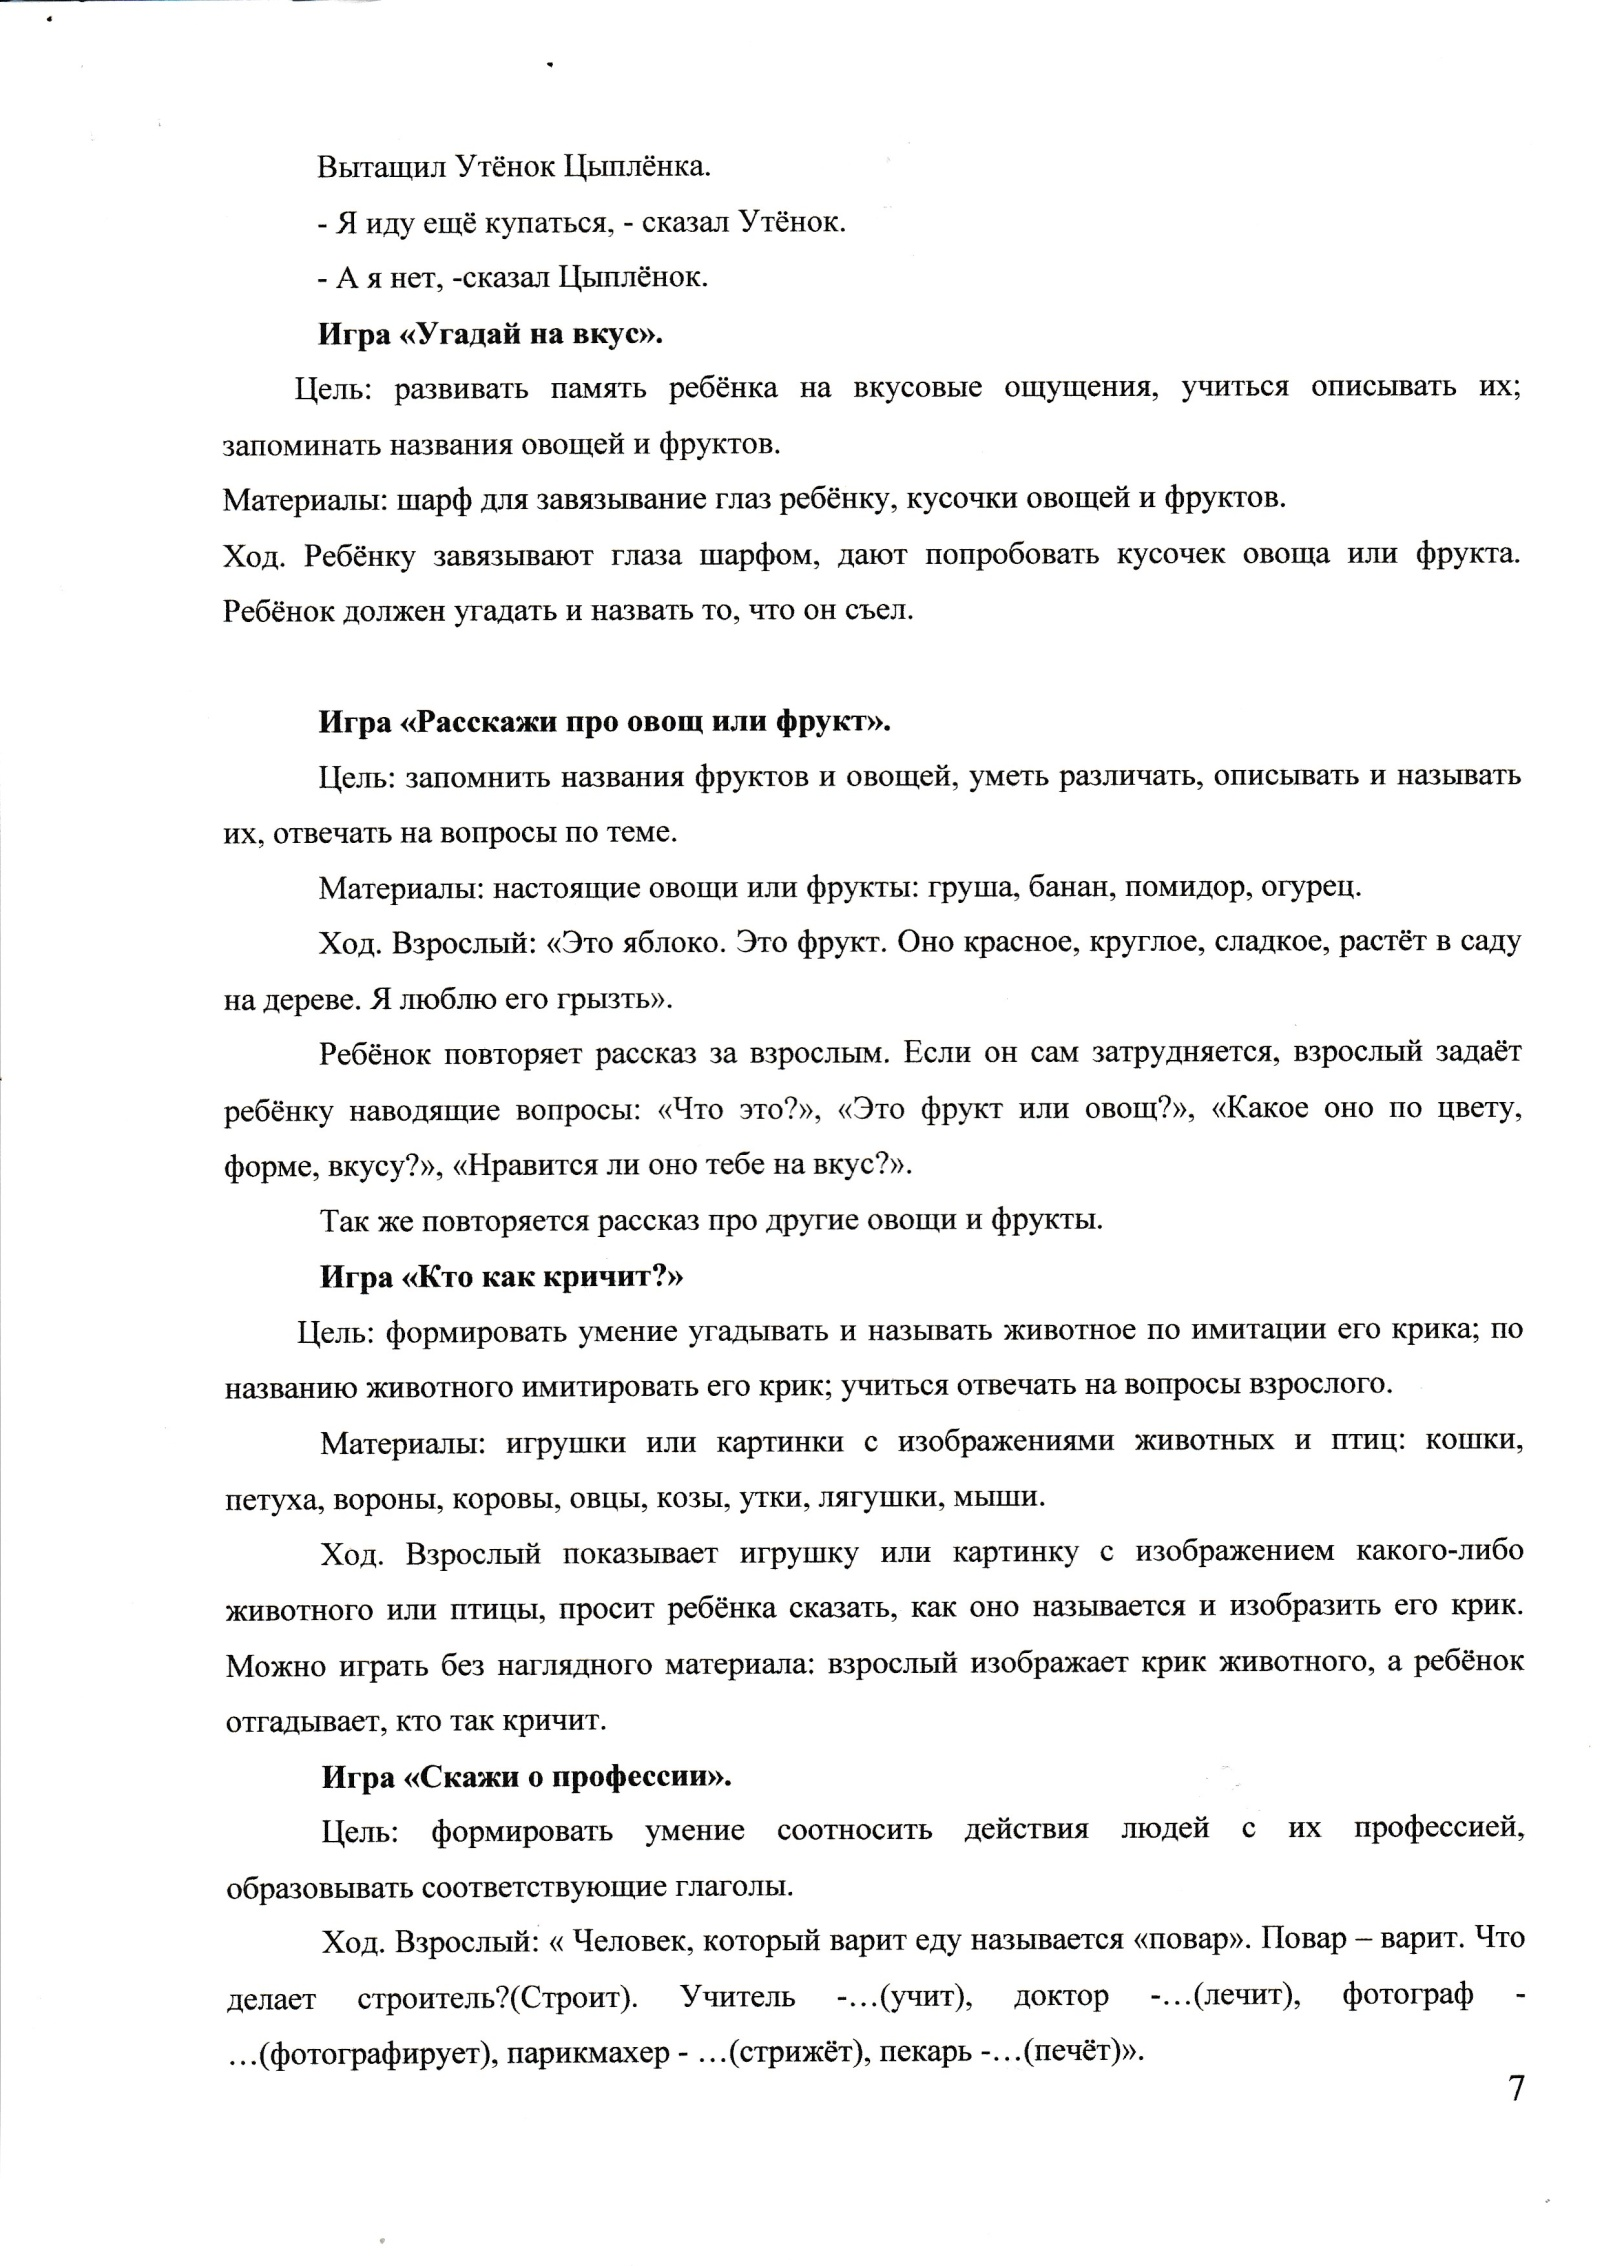 Вытащил Утёнок Цыплёнка.
- Я иду ещё купаться, - сказал Утёнок.
- А я нет, -сказал Цыплёнок.
Игра «Угадай на вкус».
Цель: развивать память ребёнка на вкусовые ощущения, учиться описывать их;
запоминать названия овощей и фруктов.
Материалы: шарф для завязывание глаз ребёнку, кусочки овощей и фруктов.
Ход. Ребёнку завязывают глаза шарфом, дают попробовать кусочек овоща или фрукта.
Ребёнок должен угадать и назвать то, что он съел.
Игра «Расскажи про овощ или фрукт».
Цель: запомнить названия фруктов и овощей, уметь различать, описывать и называть
их, отвечать на вопросы по теме.
Материалы: настоящие овощи или фрукты: груша, банан, помидор, огурец.
Ход. Взрослый: «Это яблоко. Это фрукт. Оно красное, круглое, сладкое, растёт в саду
на дереве. Я люблю его грызть».
Ребёнок повторяет рассказ за взрослым. Если он сам затрудняется, взрослый задаёт
ребёнку наводящие вопросы: «Что это?», «Это фрукт или овощ?», «Какое оно по цвету,
форме, вкусу?», «Нравится ли оно тебе на вкус?».
Так же повторяется рассказ про другие овощи и фрукты.
Игра «Кто как кричит?»
Цель: формировать умение угадывать и называть животное по имитации его крика; по
названию животного имитировать его крик; учиться отвечать на вопросы взрослого.
Материалы: игрушки или картинки с изображениями животных и птиц: кошки,
петуха, вороны, коровы, овцы, козы, утки, лягушки, мыши.
Ход. Взрослый показывает игрушку или картинку с изображением какого-либо
животного или птицы, просит ребёнка сказать, как оно называется и изобразить его крик.
Можно играть без наглядного материала: взрослый изображает крик животного, а ребёнок
отгадывает, кто так кричит.
Игра «Скажи о профессии».
Цель: формировать умение соотносить действия людей с их профессией,
образовывать соответствующие глаголы.
Ход. Взрослый: « Человек, который варит еду называется «повар». Повар – варит. Что
делает строитель?(Строит). Учитель -…(учит), доктор -…(лечит), фотограф -
…(фотографирует), парикмахер - …(стрижёт), пекарь -…(печёт)».
7